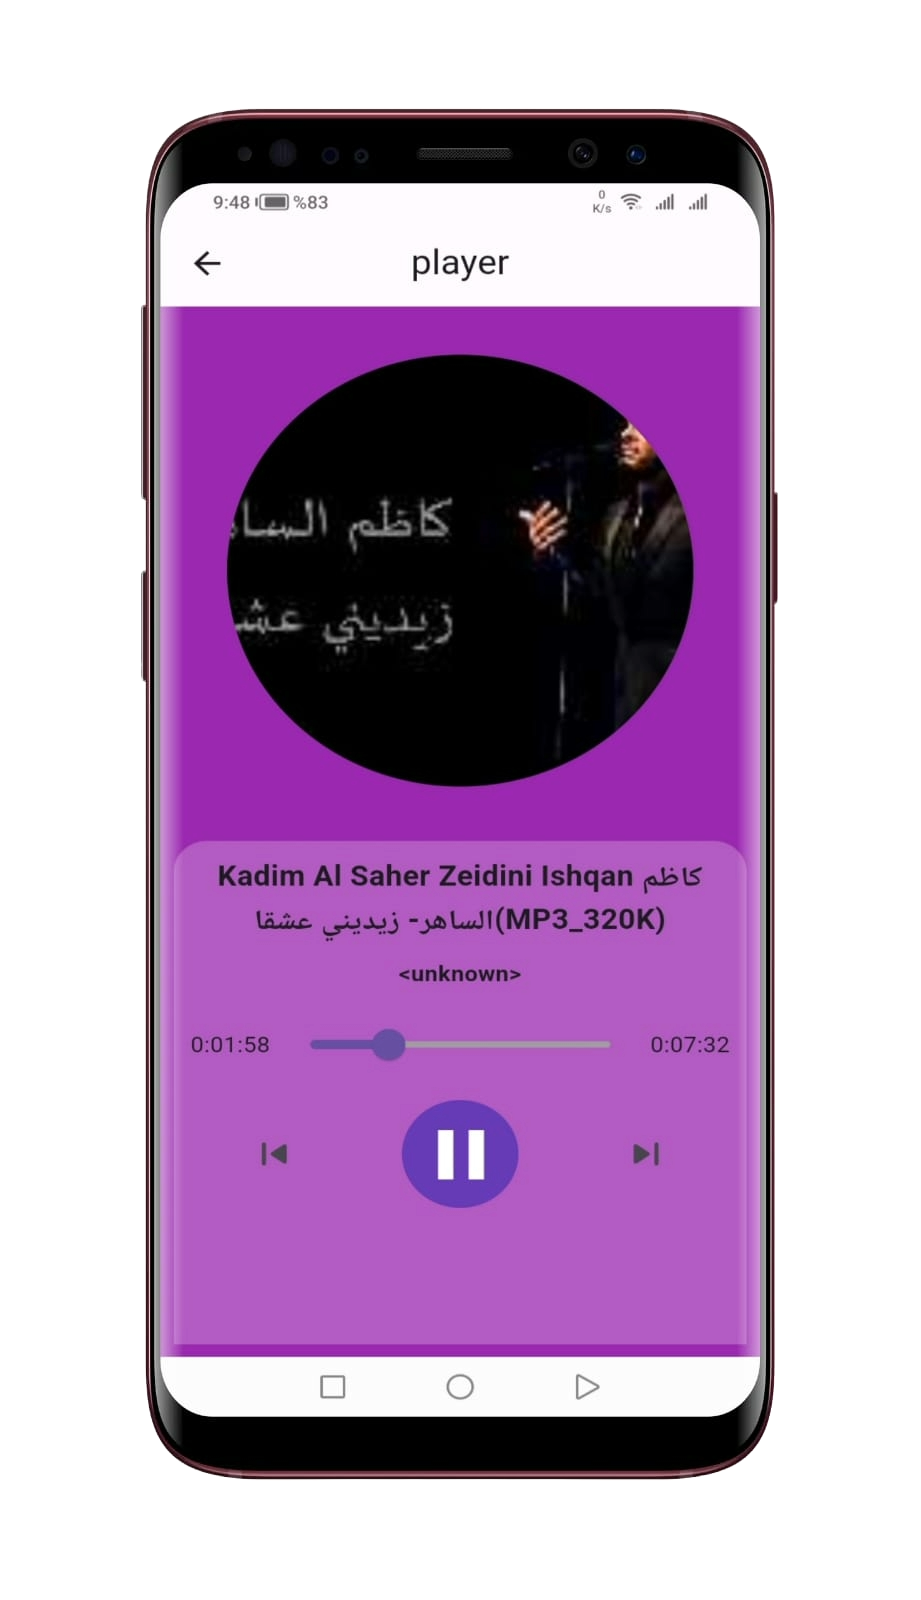 9:48 %83
0
K/s
player
كاظم السا
زيديني عش
Kadim Al Saher Zeidini Ishqan كاظم
الساهر- زيديني عشقا(MP3_320K)
<unknown>
0:01:58 0:07:32